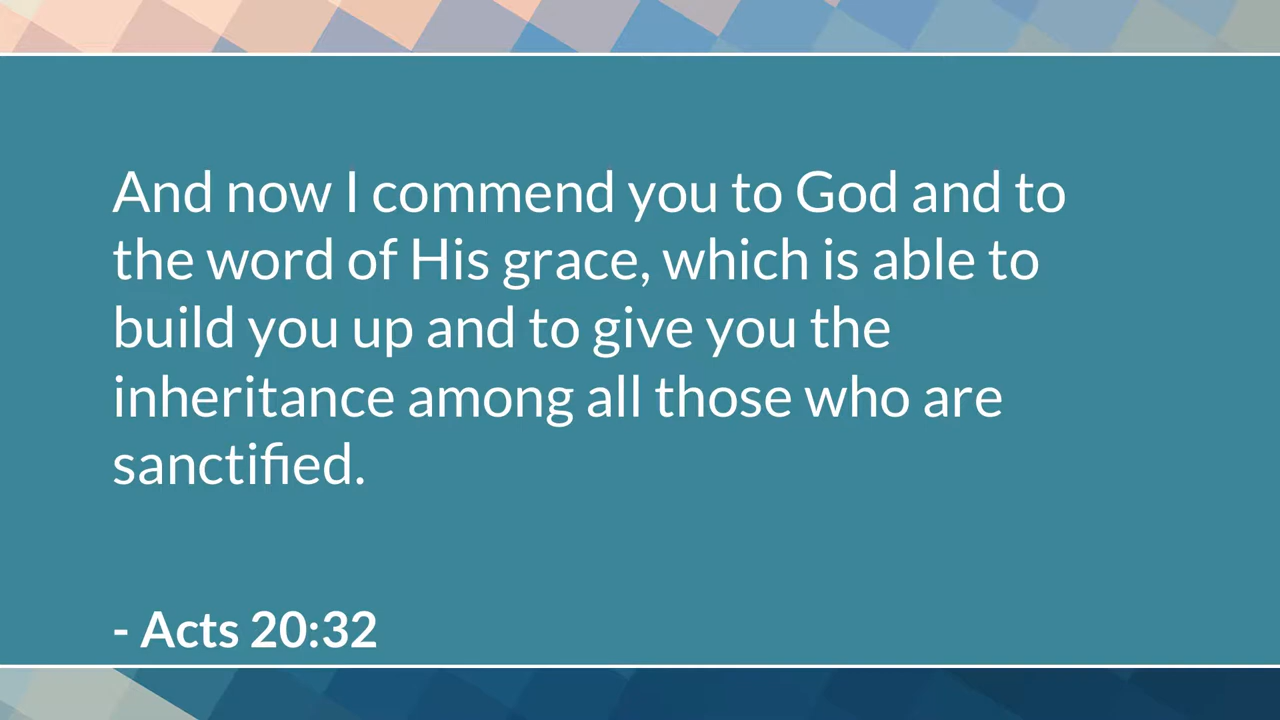 And now I commend you to God and to
the word of His grace, which is able to
build you up and to give you the
inheritance among all those who are
sanctified.
- Acts 20:32